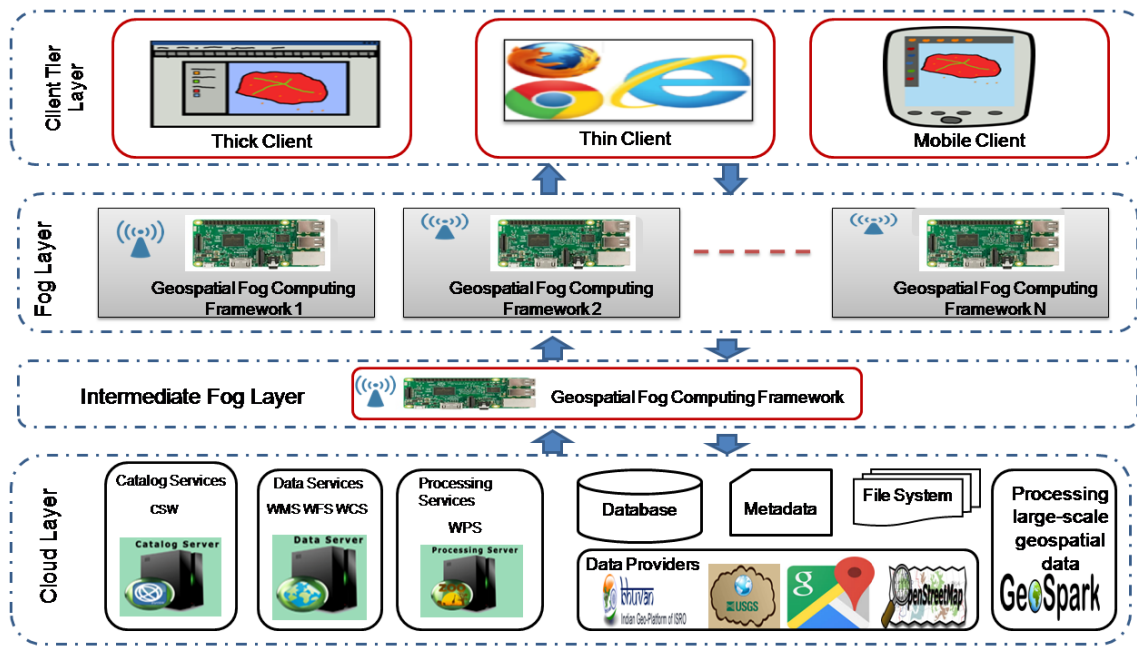 Client Tier
Layer
Thick Client
Thin Client
Mobile Client
Fog Layer
Geospatial Fog Computing
Framework 1
Geospatial Fog Computing
Framework 2
Geospatial Fog Computing
Framework N
Intermediate Fog Layer
Geospatial Fog Computing Framework
Cloud Layer
Catalog Services
CSW
Catalog Server
Data Services
WMS WFS WCS
Data Server
Processing
Services
WPS
Processing Server
Database
Metadata
File System
Data Providers
bhuvan
Indian Geo-Platform of ISRO
USGS
g
OpenStreetMap
Processing
large-scale
geospatial
data
GeoSpark